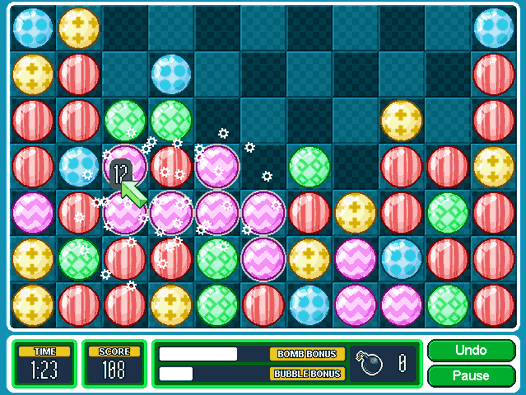 12
TIME
1:23
SCORE
108
BOMB BONUS
BUBBLE BONUS
0
Undo
Pause